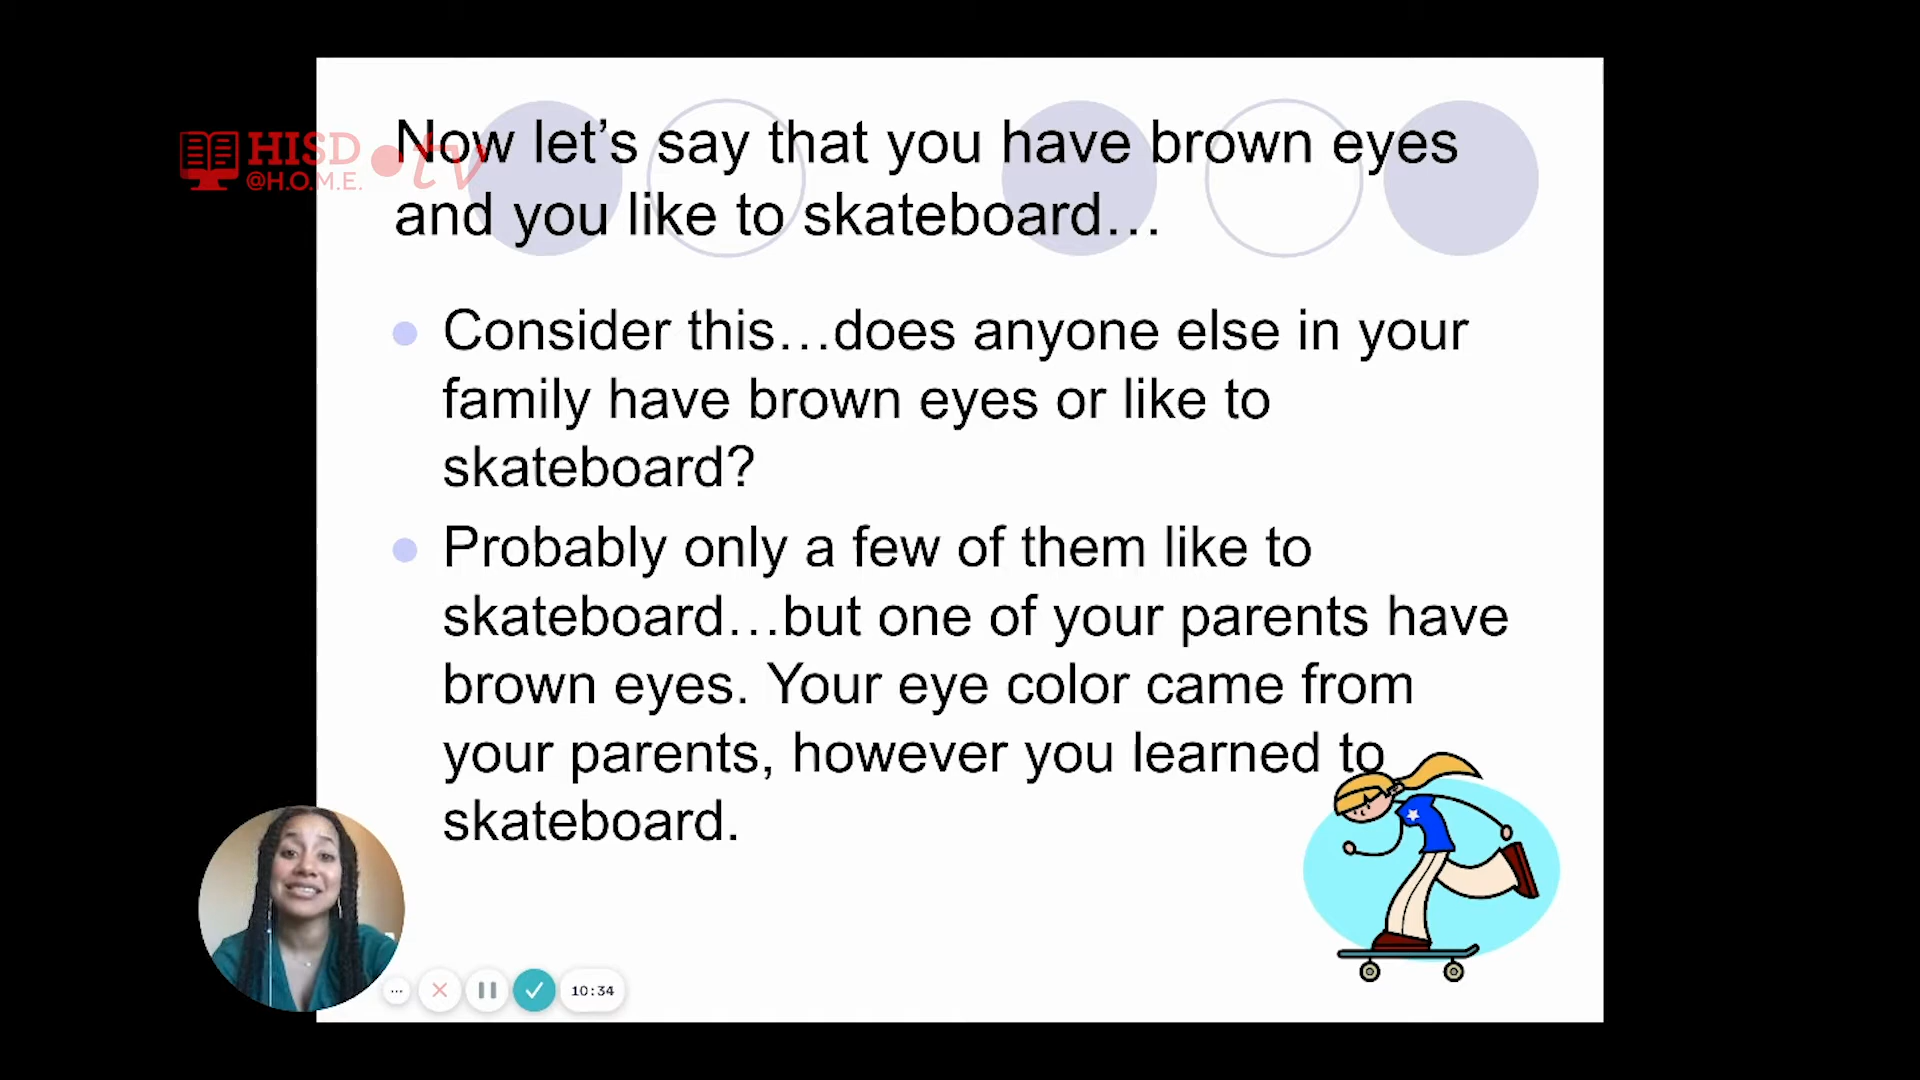 HISD
@H.O.M.E.
tv
Now let’s say that you have brown eyes
and you like to skateboard…
Consider this…does anyone else in your
family have brown eyes or like to
skateboard?
Probably only a few of them like to
skateboard…but one of your parents have
brown eyes. Your eye color came from
your parents, however you learned to
skateboard.
10:34